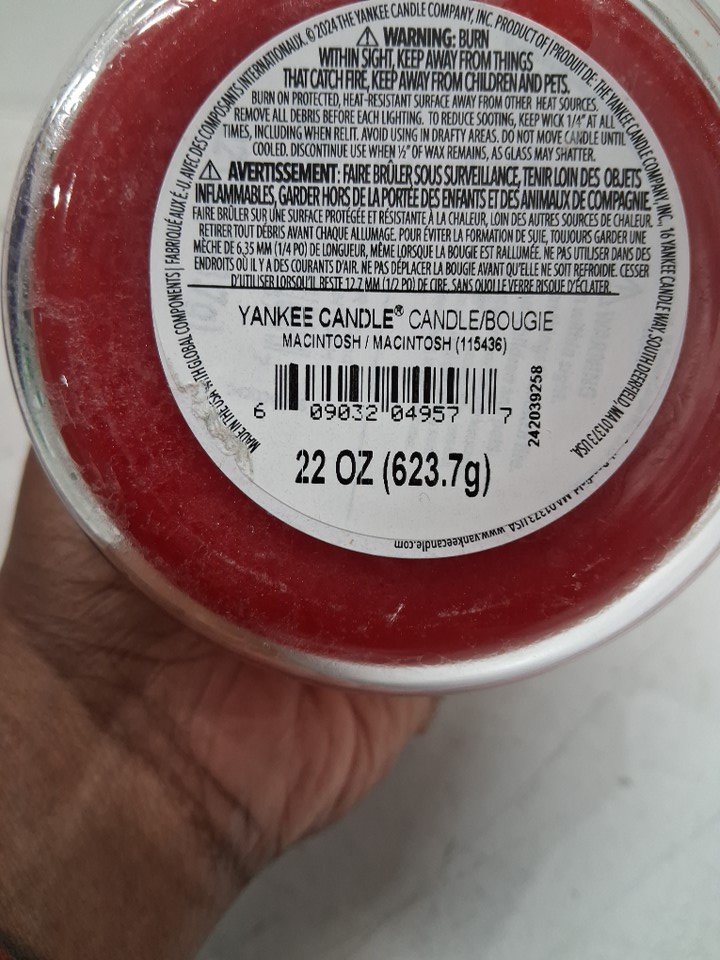 MADE IN THE USA WITH GLOBAL COMPONENTS | FABRIQUÉ AUX É.-U. AVEC DES COMPOSANTS INTERNATIONAUX. © 2024 THE YANKEE CANDLE COMPANY, INC. PRODUCT OF | PRODUIT DE: THE YANKEE CANDLE COMPANY, INC., 16 YANKEE CANDLE WAY, SOUTH DEERFIELD, MA 01373 USA.
⚠ WARNING: BURN
WITHIN SIGHT, KEEP AWAY FROM THINGS
THAT CATCH FIRE, KEEP AWAY FROM CHILDREN AND PETS.
BURN ON PROTECTED, HEAT-RESISTANT SURFACE AWAY FROM OTHER HEAT SOURCES.
REMOVE ALL DEBRIS BEFORE EACH LIGHTING. TO REDUCE SOOTING, KEEP WICK 1/4" AT ALL
TIMES, INCLUDING WHEN RELIT. AVOID USING IN DRAFTY AREAS. DO NOT MOVE CANDLE UNTIL
COOLED. DISCONTINUE USE WHEN ½" OF WAX REMAINS, AS GLASS MAY SHATTER.
⚠ AVERTISSEMENT: FAIRE BRÛLER SOUS SURVEILLANCE, TENIR LOIN DES OBJETS
INFLAMMABLES, GARDER HORS DE LA PORTÉE DES ENFANTS ET DES ANIMAUX DE COMPAGNIE.
FAIRE BRÛLER SUR UNE SURFACE PROTÉGÉE ET RÉSISTANTE À LA CHALEUR, LOIN DES AUTRES SOURCES DE CHALEUR.
RETIRER TOUT DÉBRIS AVANT CHAQUE ALLUMAGE. POUR ÉVITER LA FORMATION DE SUIE, TOUJOURS GARDER UNE
MÈCHE DE 6.35 MM (1/4 PO) DE LONGUEUR, MÊME LORSQUE LA BOUGIE EST RALLUMÉE. NE PAS UTILISER DANS DES
ENDROITS OÙ IL Y A DES COURANTS D'AIR. NE PAS DÉPLACER LA BOUGIE AVANT QU'ELLE NE SOIT REFROIDIE. CESSER
D'UTILISER LORSQU'IL RESTE 12.7 MM (1/2 PO) DE CIRE, SANS QUOI LE VERRE RISQUE D'ÉCLATER.
YANKEE CANDLE® CANDLE/BOUGIE
MACINTOSH / MACINTOSH (115436)
6 09032 04957 7
242039258
22 OZ (623.7g)
MA 01373 USA www.yankeecandle.com